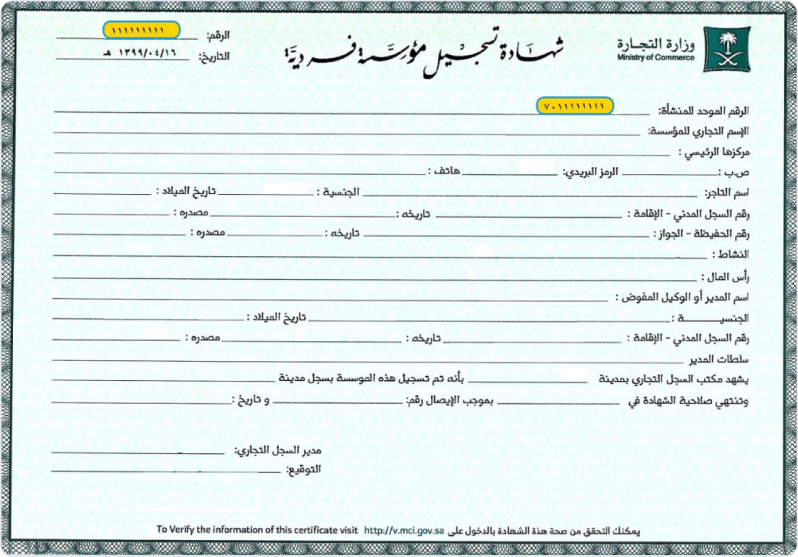 وزارة التجارة
Ministry of Commerce
شهادة تسجيل مؤسسة فردية
الرقم: ١١١١١١١١١
التاريخ: ١٣٩٩/٠٤/١٦ هـ
الرقم الموحد للمنشأة: ٧٠١١١١١١١١
الإسم التجاري للمؤسسة:
مركزها الرئيسي :
ص.ب : الرمز البريدي: هاتف :
اسم التاجر: الجنسية : تاريخ الميلاد :
رقم السجل المدني - الإقامة : تاريخه : مصدره :
رقم الحفيظة - الجواز : تاريخه : مصدره :
النشاط :
رأس المال :
اسم المدير أو الوكيل المفوض :
الجنسيــــــــة : تاريخ الميلاد :
رقم السجل المدني - الإقامة : تاريخه : مصدره :
سلطات المدير
يشهد مكتب السجل التجاري بمدينة بأنه تم تسجيل هذه الموسسة بسجل مدينة
وتنتهي صلاحية الشهادة في بموجب الإيصال رقم: و تاريخ :
مدير السجل التجاري:
التوقيع:
يمكنك التحقق من صحة هذة الشهادة بالدخول على To Verify the information of this certificate visit http://v.mci.gov.sa